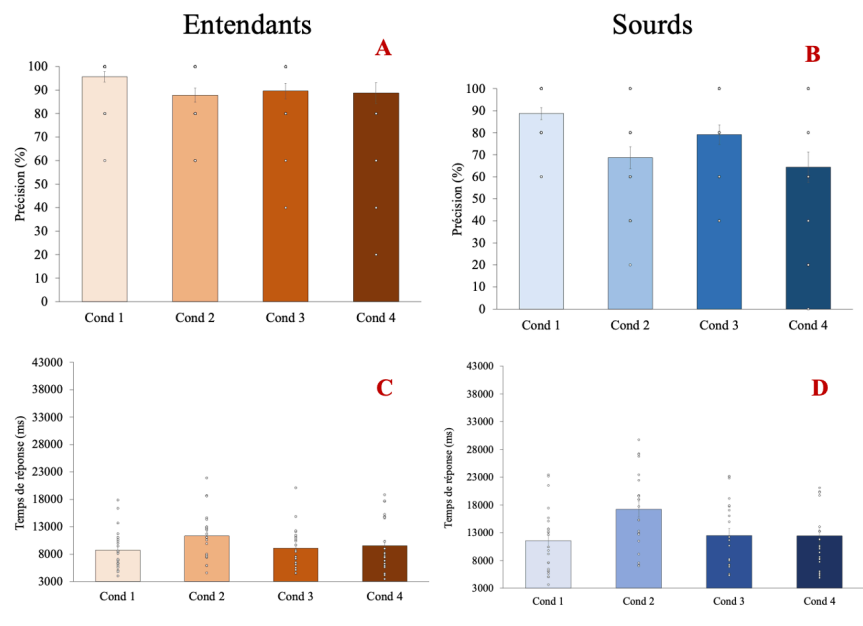 Entendants
Sourds
A
B
Précision (%)
100
90
80
70
60
50
40
30
20
10
0
Cond 1 Cond 2 Cond 3 Cond 4
Précision (%)
100
90
80
70
60
50
40
30
20
10
0
Cond 1 Cond 2 Cond 3 Cond 4
C
D
Temps de réponse (ms)
43000
38000
33000
28000
23000
18000
13000
8000
3000
Cond 1 Cond 2 Cond 3 Cond 4
Temps de réponse (ms)
43000
38000
33000
28000
23000
18000
13000
8000
3000
Cond 1 Cond 2 Cond 3 Cond 4